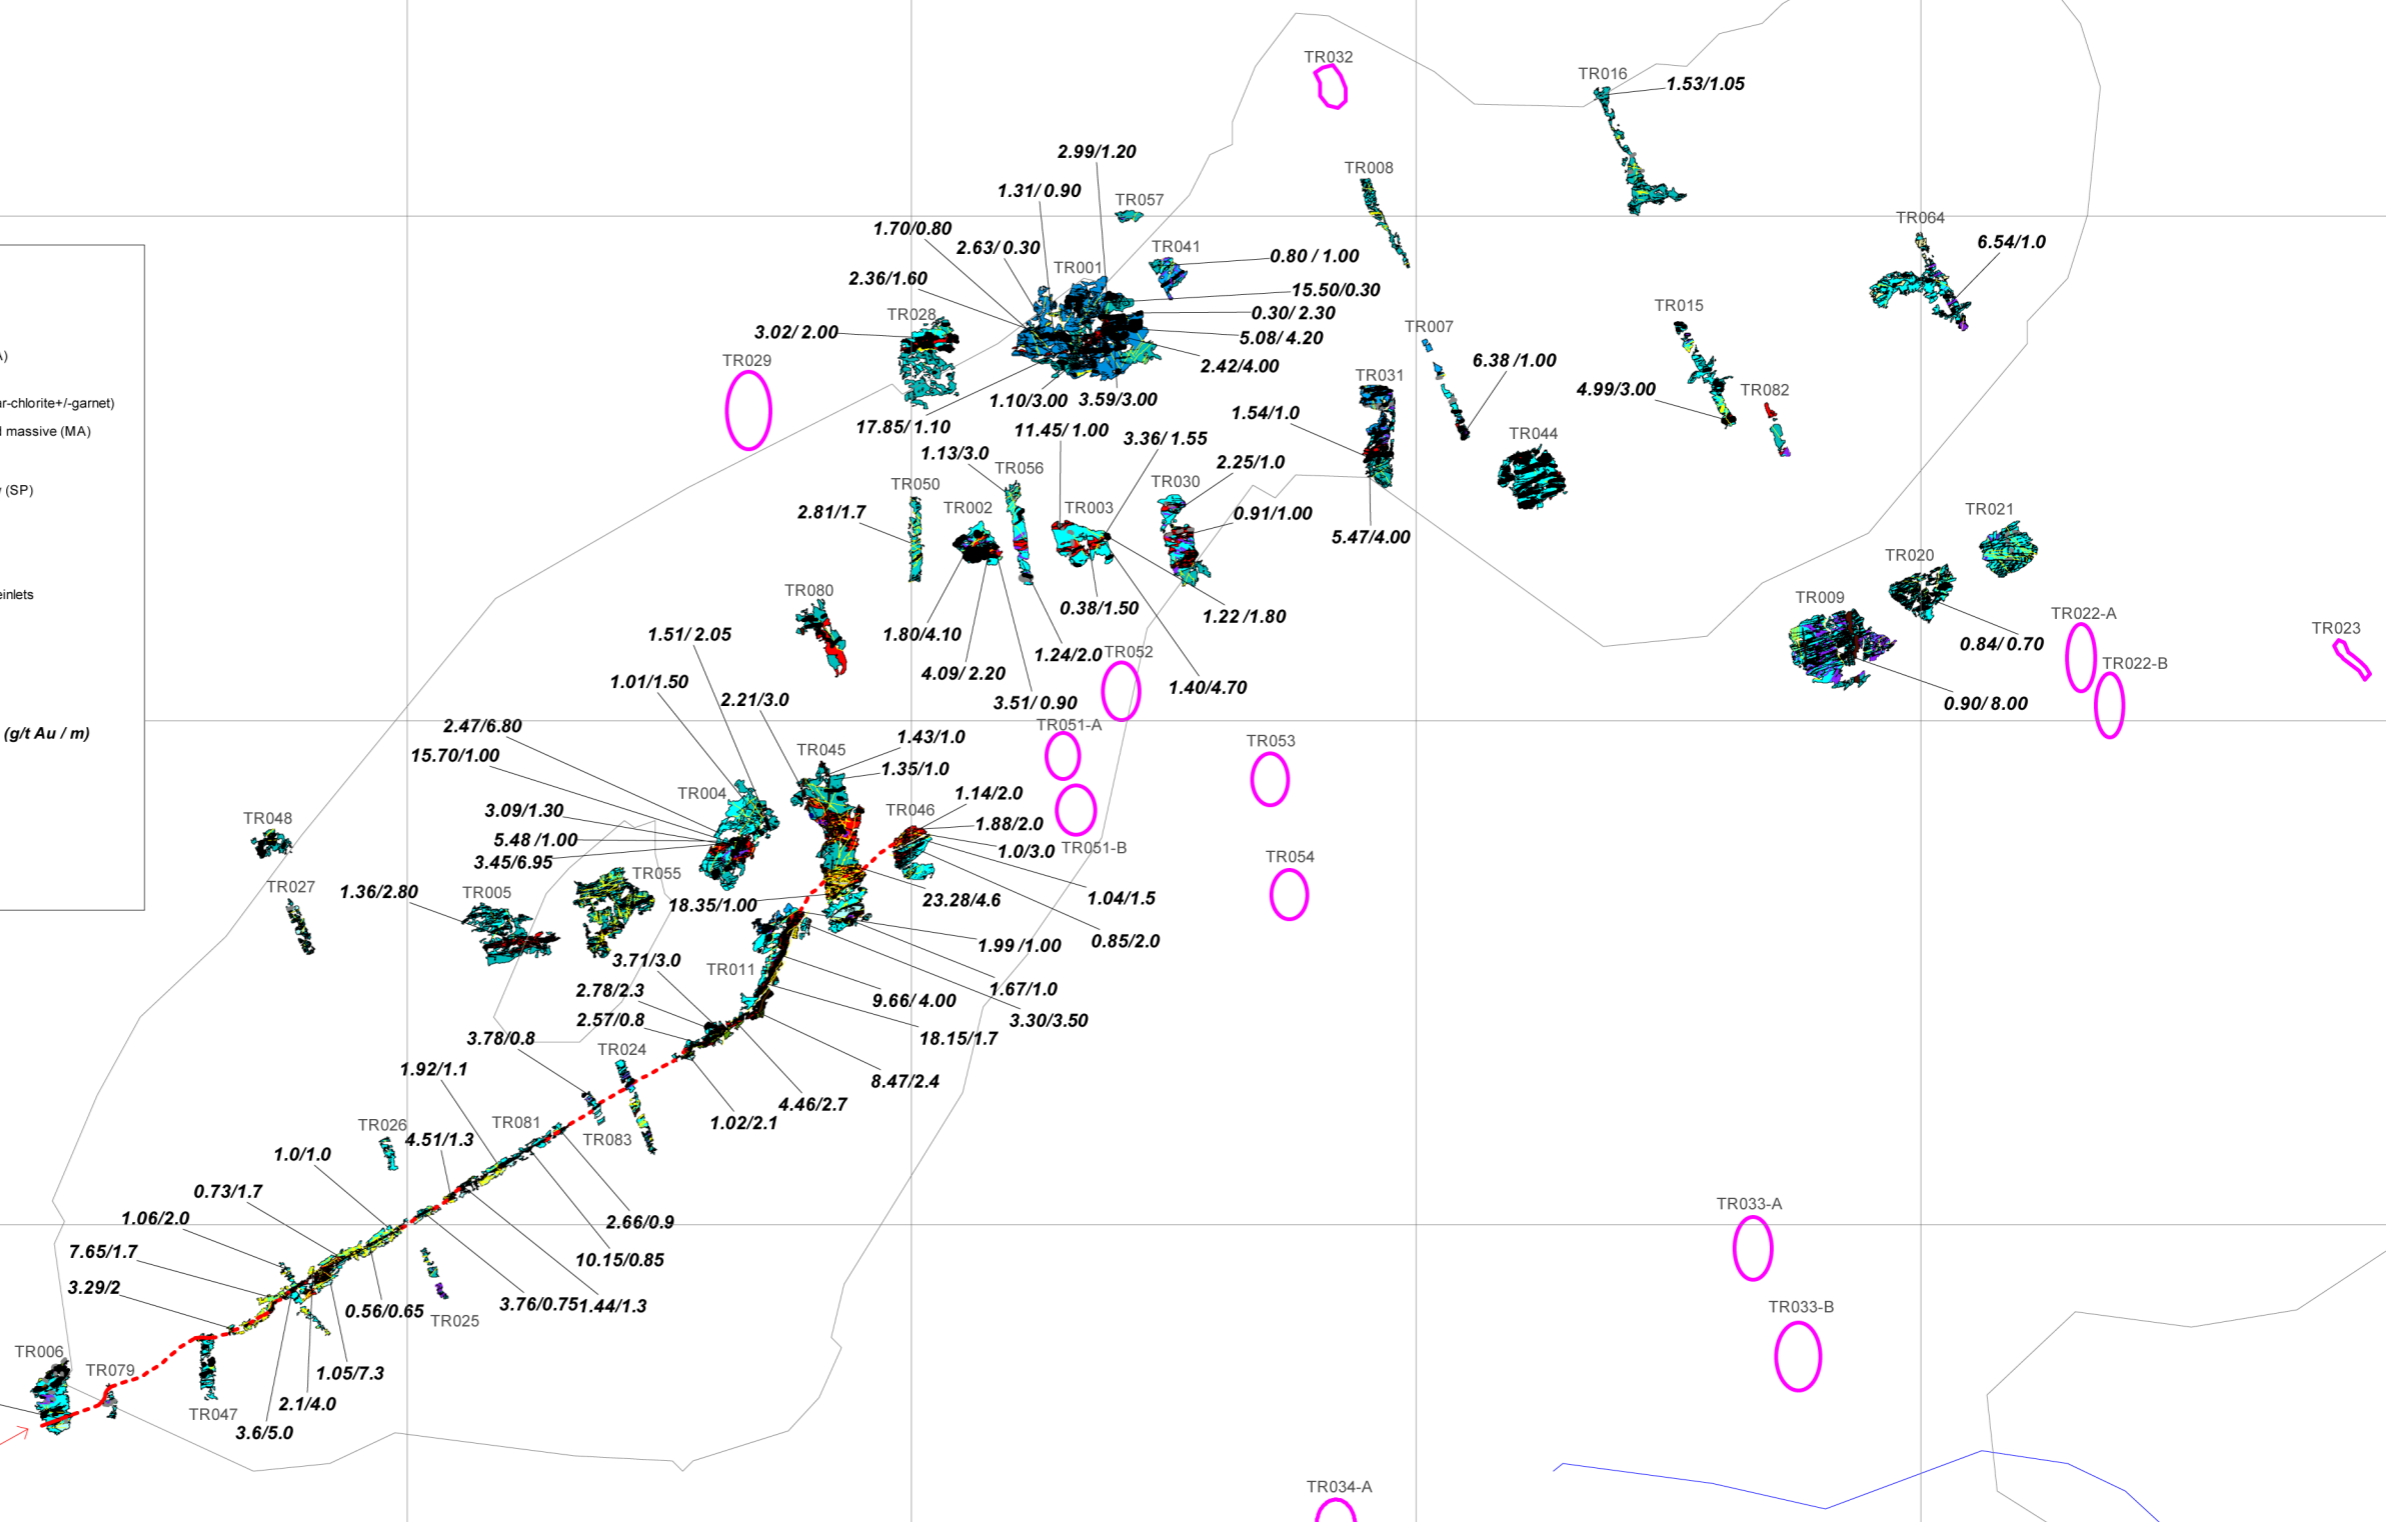 TR032
TR016
1.53/1.05
2.99/1.20
TR008
1.31/ 0.90
TR057
TR064
1.70/0.80
6.54/1.0
2.63/ 0.30
TR041
0.80 / 1.00
TR001
2.36/1.60
15.50/0.30
TR015
0.30/ 2.30
TR028
TR007
3.02/ 2.00
5.08/ 4.20
A)
TR029
2.42/4.00
6.38 /1.00
TR031
4.99/3.00
TR082
1.10/3.00
3.59/3.00
ar-chlorite+/-garnet)
1.54/1.0
17.85/ 1.10
11.45/ 1.00
massive (MA)
TR044
3.36/ 1.55
1.13/3.0
2.25/1.0
TR056
TR050
TR030
(SP)
TR002
TR003
2.81/1.7
0.91/1.00
TR021
5.47/4.00
TR020
TR080
einlets
TR009
0.38/1.50
TR022-A
1.22 /1.80
TR023
1.51/ 2.05
1.80/4.10
0.84/ 0.70
1.24/2.0
TR052
TR022-B
4.09/ 2.20
1.01/1.50
1.40/4.70
2.21/3.0
3.51/ 0.90
0.90/ 8.00
2.47/6.80
TR051-A
(g/t Au / m)
1.43/1.0
TR053
15.70/1.00
TR045
1.35/1.0
TR004
1.14/2.0
3.09/1.30
TR046
TR048
1.88/2.0
5.48 /1.00
1.0/3.0
TR051-B
3.45/6.95
TR054
TR055
TR027
1.36/2.80
TR005
23.28/4.6
1.04/1.5
18.35/1.00
0.85/2.0
1.99 /1.00
3.71/3.0
TR011
2.78/2.3
1.67/1.0
9.66/ 4.00
2.57/0.8
3.30/3.50
3.78/0.8
18.15/1.7
TR024
1.92/1.1
8.47/2.4
4.46/2.7
1.02/2.1
TR081
TR026
TR083
4.51/1.3
1.0/1.0
0.73/1.7
TR033-A
1.06/2.0
2.66/0.9
7.65/1.7
10.15/0.85
3.29/2
3.76/0.75
1.44/1.3
TR033-B
0.56/0.65
TR025
TR006
TR079
1.05/7.3
2.1/4.0
TR047
3.6/5.0
TR034-A